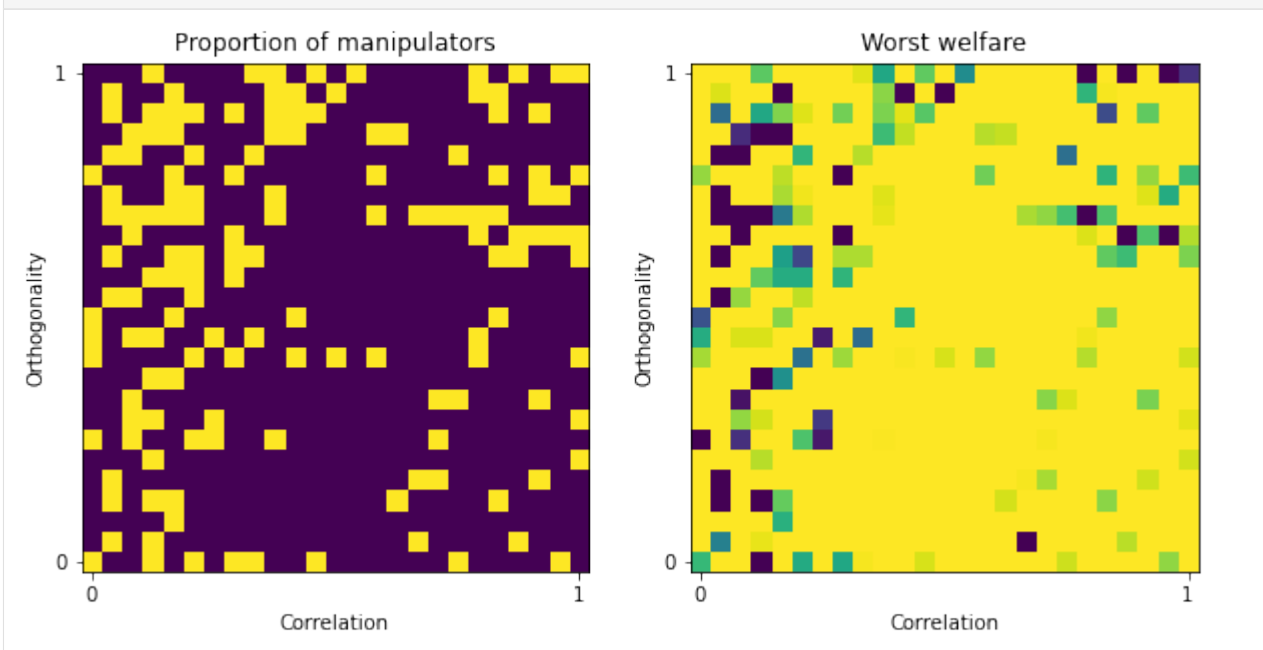 Proportion of manipulators
1
Orthogonality
0
0 1
Correlation
Worst welfare
1
Orthogonality
0
0 1
Correlation